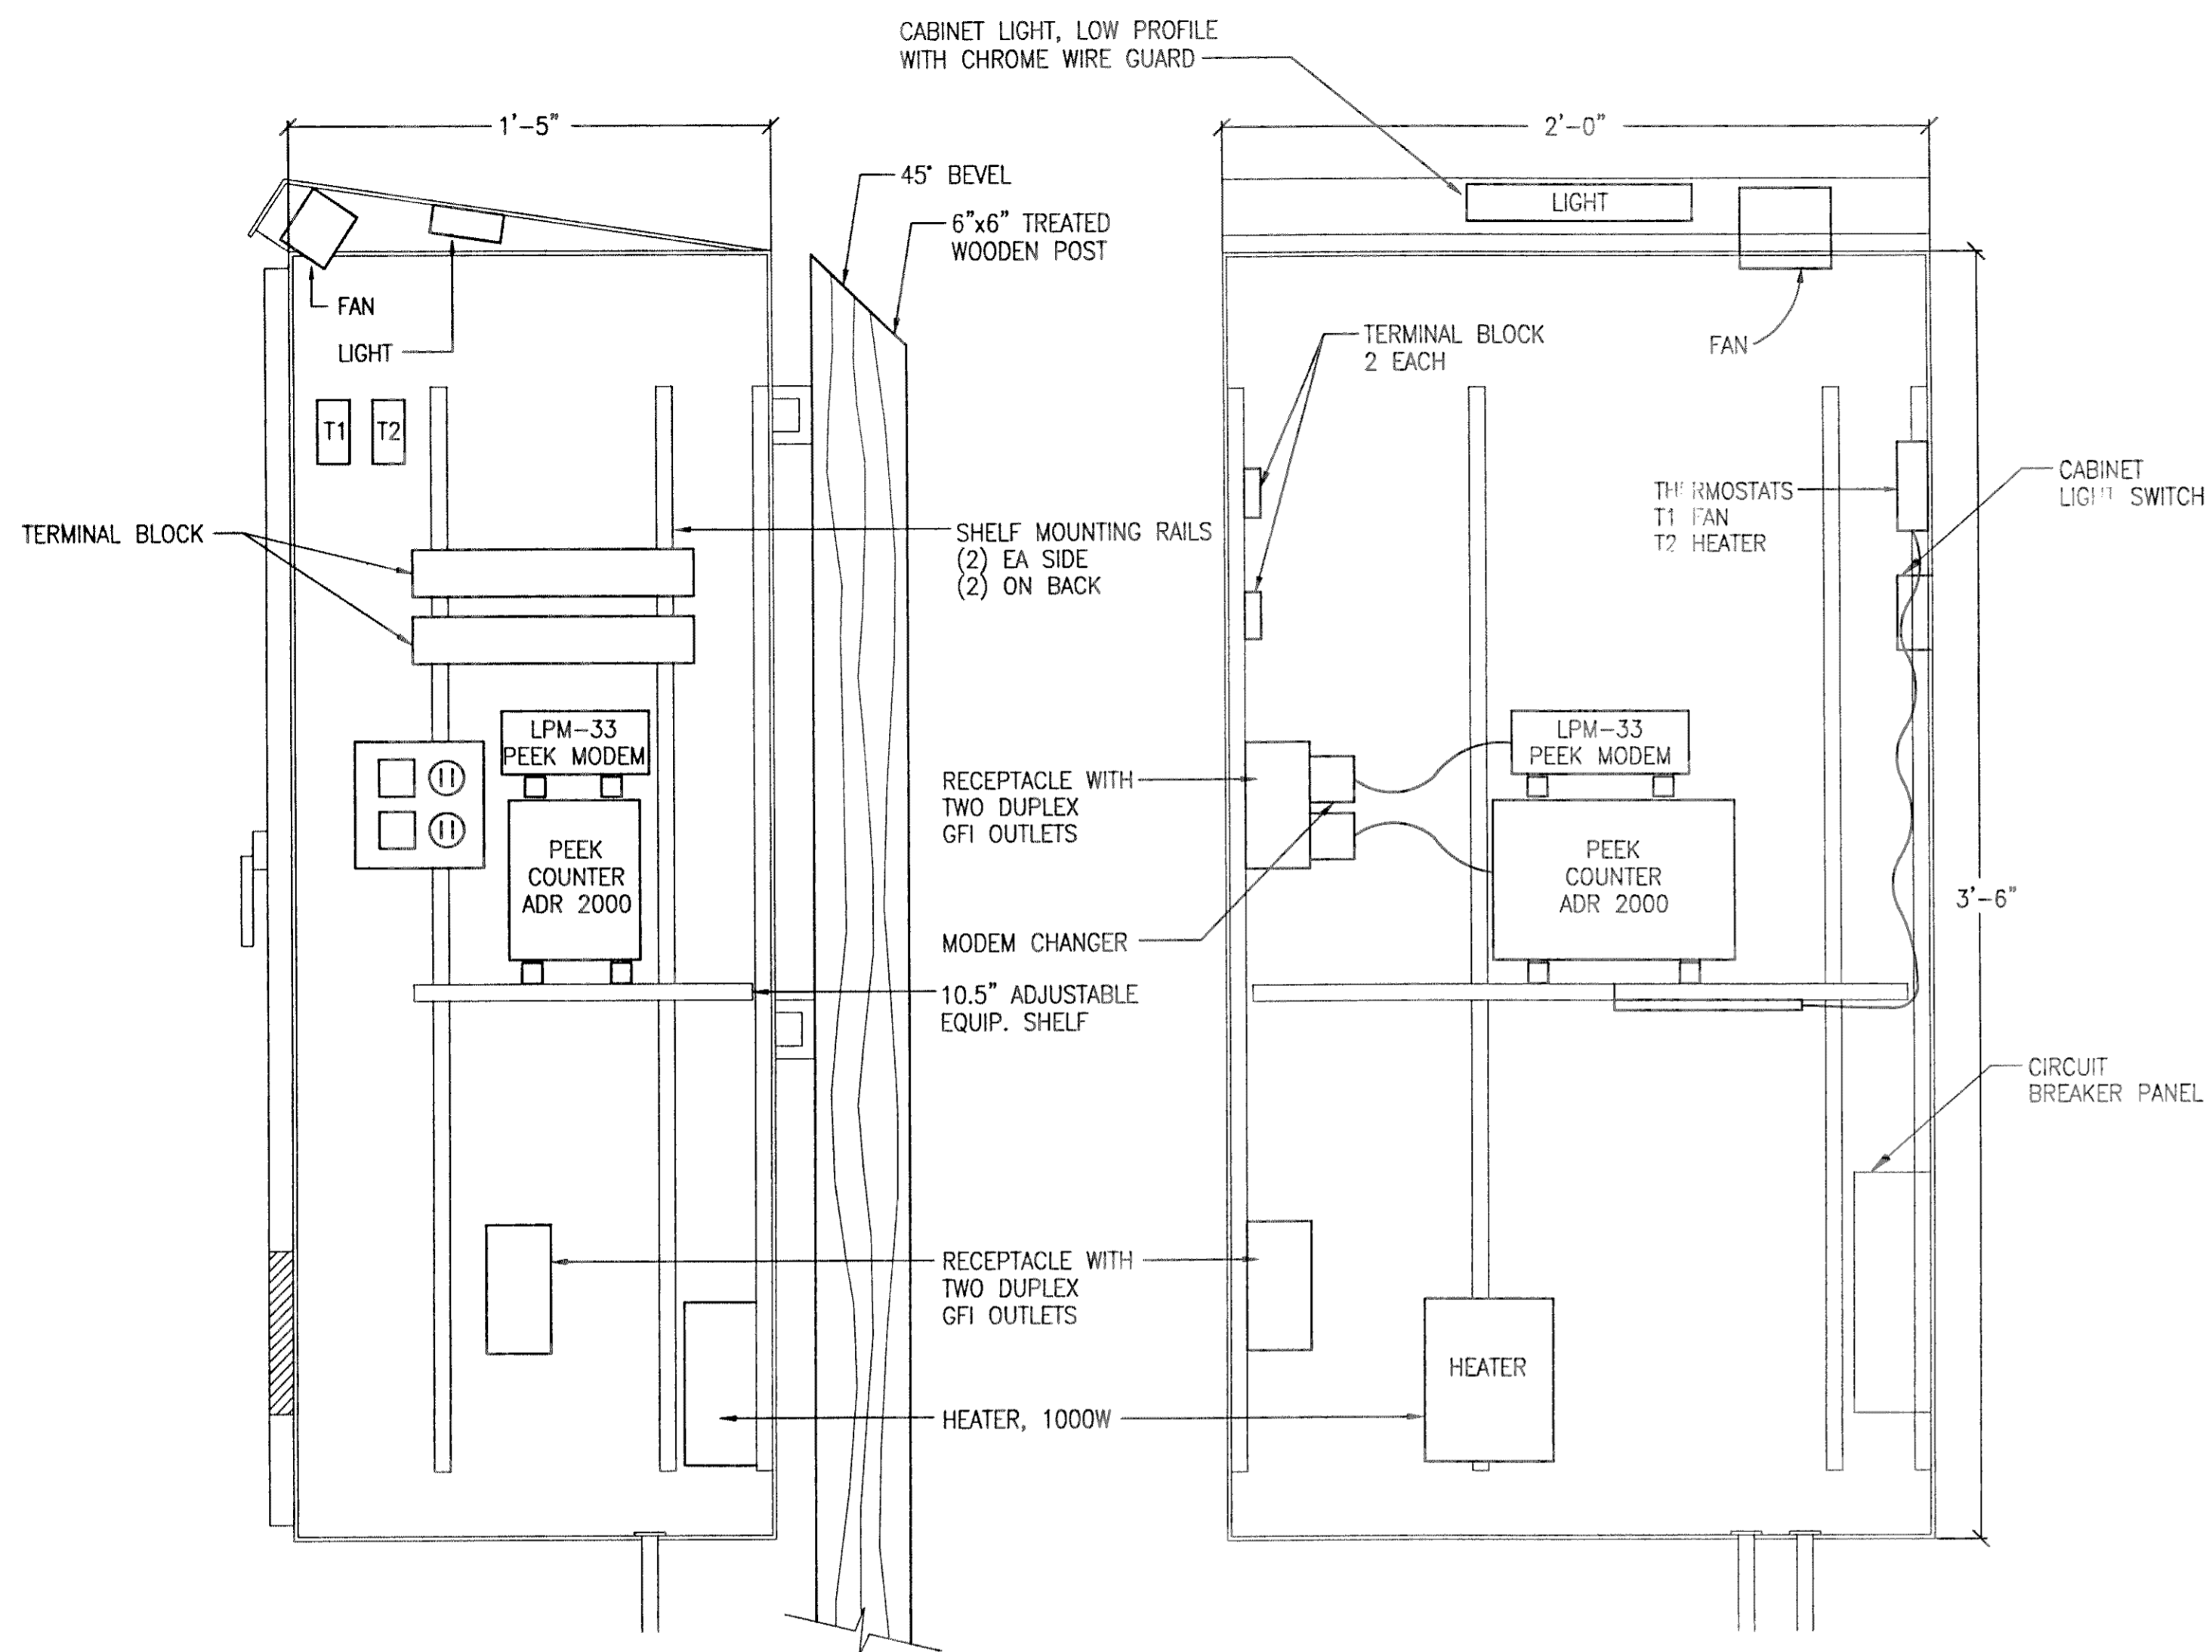 CABINET LIGHT, LOW PROFILE
WITH CHROME WIRE GUARD
1'-5"
2'-0"
45° BEVEL
6"x6" TREATED
WOODEN POST
LIGHT
FAN
LIGHT
TERMINAL BLOCK
2 EACH
FAN
T1
T2
TERMINAL BLOCK
SHELF MOUNTING RAILS
(2) EA SIDE
(2) ON BACK
THERMOSTATS
T1 FAN
T2 HEATER
CABINET
LIGHT SWITCH
LPM-33
PEEK MODEM
LPM-33
PEEK MODEM
RECEPTACLE WITH
TWO DUPLEX
GFI OUTLETS
PEEK
COUNTER
ADR 2000
PEEK
COUNTER
ADR 2000
3'-6"
MODEM CHANGER
10.5" ADJUSTABLE
EQUIP. SHELF
CIRCUIT
BREAKER PANEL
RECEPTACLE WITH
TWO DUPLEX
GFI OUTLETS
HEATER
HEATER, 1000W